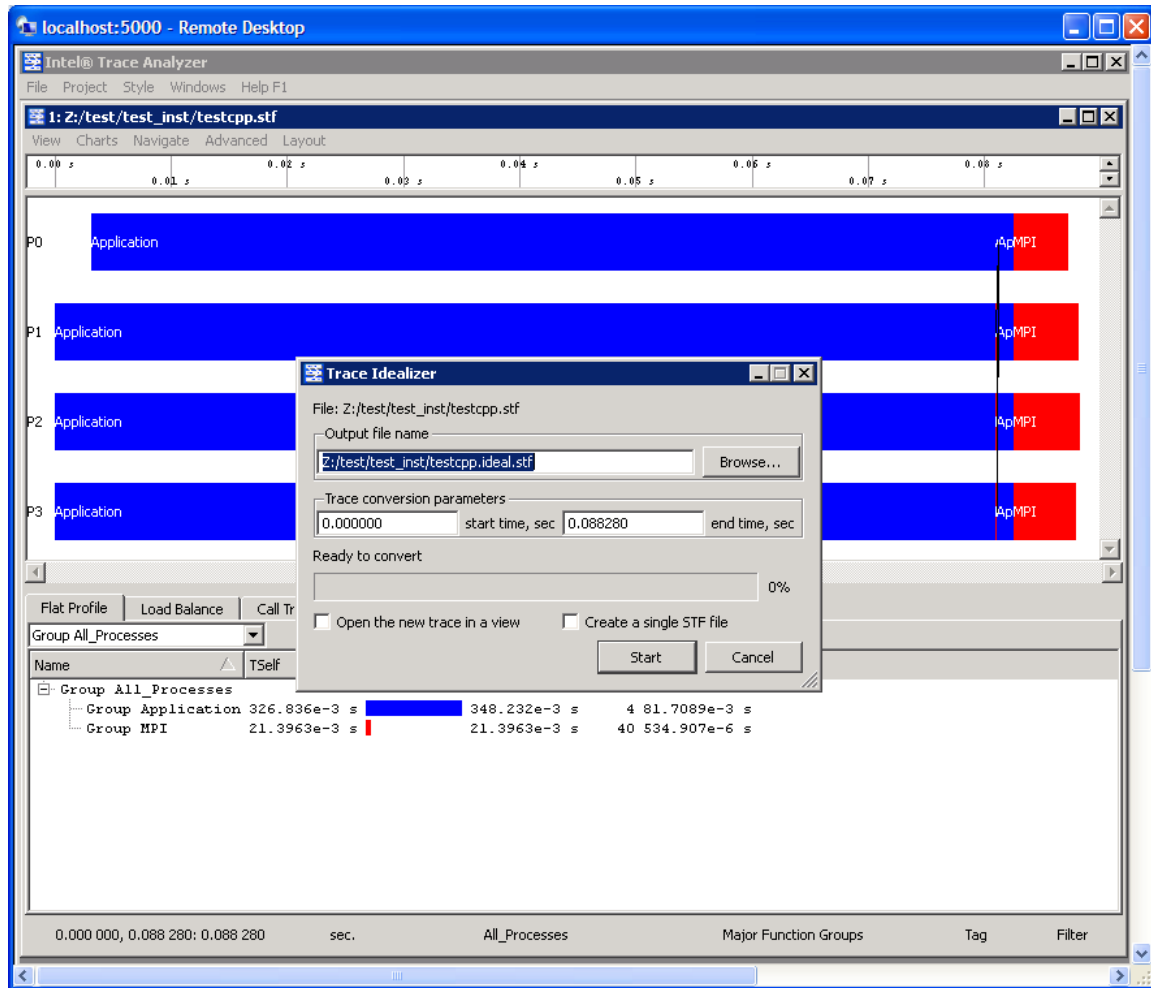 localhost:5000 - Remote Desktop
Intel® Trace Analyzer
File Project Style Windows Help F1
1: Z:/test/test_inst/testcpp.stf
View Charts Navigate Advanced Layout
0.00 s 0.02 s 0.04 s 0.06 s 0.08 s
0.01 s 0.03 s 0.05 s 0.07 s
P0 Application ApMPI
P1 Application ApMPI
P2 Application ApMPI
P3 Application ApMPI
Trace Idealizer
File: Z:/test/test_inst/testcpp.stf
Output file name
Z:/test/test_inst/testcpp.ideal.stf Browse...
Trace conversion parameters
0.000000 start time, sec 0.088280 end time, sec
Ready to convert
0%
Open the new trace in a view Create a single STF file
Start Cancel
Flat Profile Load Balance Call Tr
Group All_Processes
Name TSelf
Group All_Processes
Group Application 326.836e-3 s 348.232e-3 s 4 81.7089e-3 s
Group MPI 21.3963e-3 s 21.3963e-3 s 40 534.907e-6 s
0.000 000, 0.088 280: 0.088 280 sec. All_Processes Major Function Groups Tag Filter